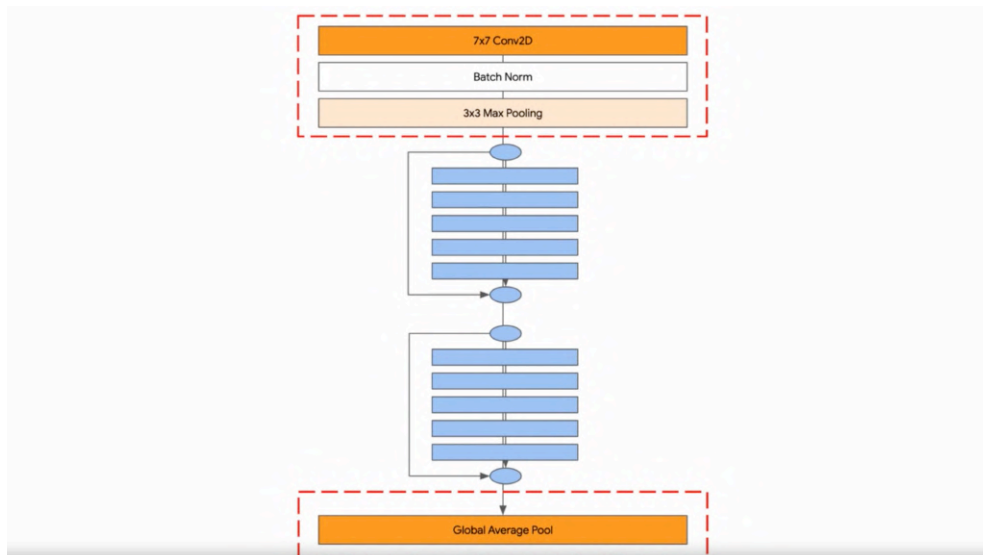 7x7 Conv2D
Batch Norm
3x3 Max Pooling
Global Average Pool